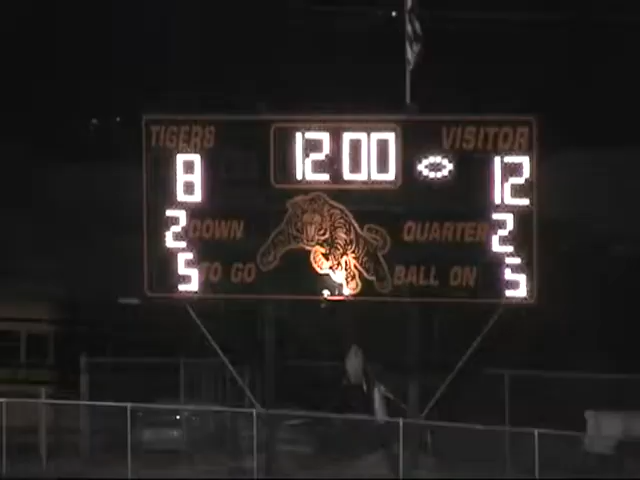 TIGERS 12 00 VISITOR
8 12
2 DOWN QUARTER 2
5 TO GO BALL ON 5